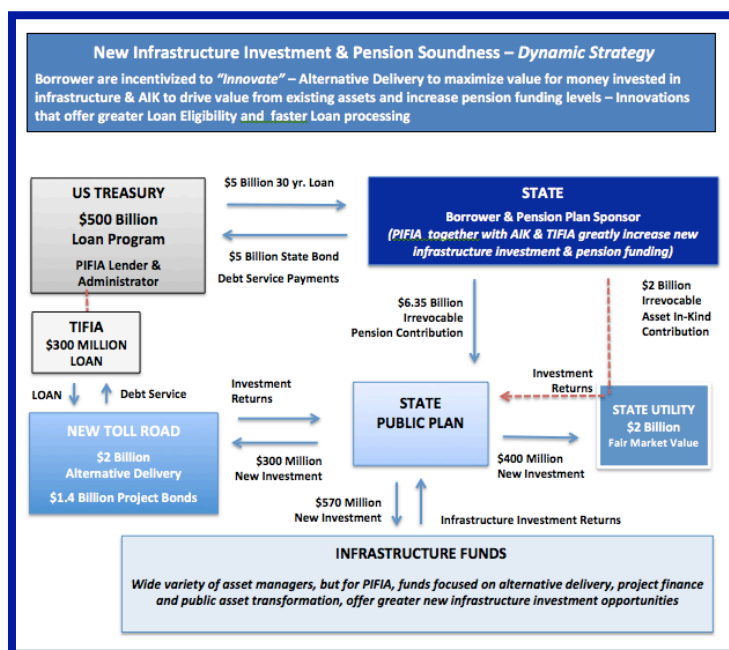 New Infrastructure Investment & Pension Soundness – Dynamic Strategy
Borrower are incentivized to "Innovate" – Alternative Delivery to maximize value for money invested in
infrastructure & AIK to drive value from existing assets and increase pension funding levels – Innovations
that offer greater Loan Eligibility and faster Loan processing
US TREASURY
$500 Billion
Loan Program
PIFIA Lender &
Administrator
$5 Billion 30 yr. Loan
$5 Billion State Bond
Debt Service Payments
STATE
Borrower & Pension Plan Sponsor
(PIFIA together with AIK & TIFIA greatly increase new
infrastructure investment & pension funding)
$6.35 Billion
Irrevocable
Pension Contribution
$2 Billion
Irrevocable
Asset In-Kind
Contribution
TIFIA
$300 MILLION
LOAN
LOAN
Debt Service
Investment
Returns
Investment
Returns
STATE
PUBLIC PLAN
STATE UTILITY
$2 Billion
Fair Market Value
NEW TOLL ROAD
$2 Billion
Alternative Delivery
$1.4 Billion Project Bonds
$300 Million
New Investment
$400 Million
New Investment
$570 Million
New Investment
Infrastructure Investment Returns
INFRASTRUCTURE FUNDS
Wide variety of asset managers, but for PIFIA, funds focused on alternative delivery, project finance
and public asset transformation, offer greater new infrastructure investment opportunities